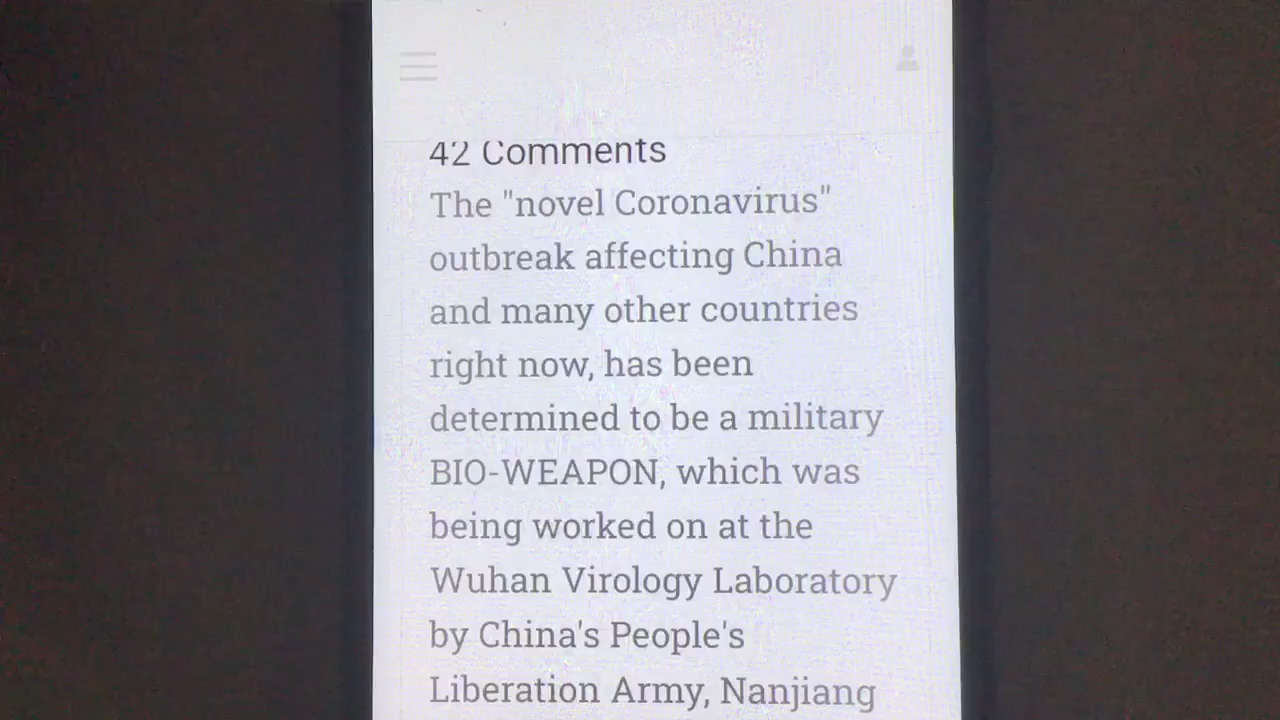 42 Comments
The "novel Coronavirus"
outbreak affecting China
and many other countries
right now, has been
determined to be a military
BIO-WEAPON, which was
being worked on at the
Wuhan Virology Laboratory
by China's People's
Liberation Army, Nanjiang